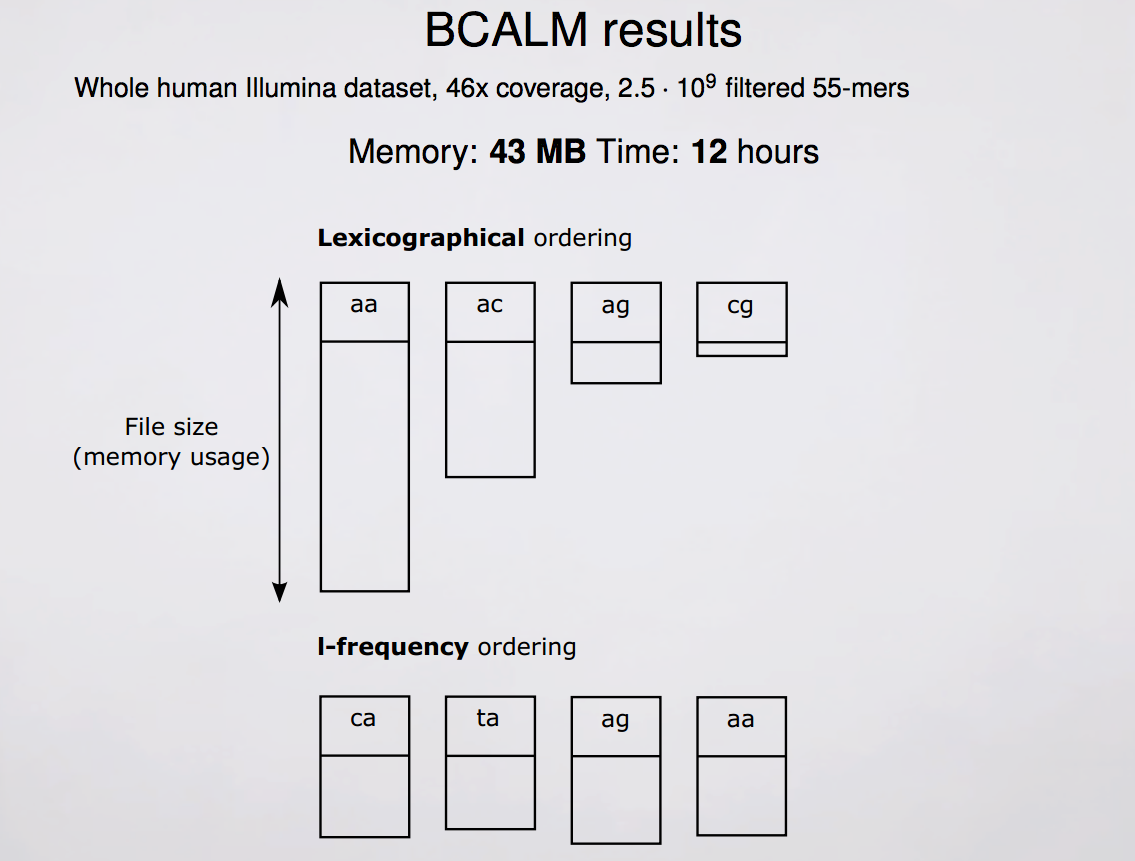 BCALM results
Whole human Illumina dataset, 46x coverage, 2.5 · 10⁹ filtered 55-mers
Memory: 43 MB Time: 12 hours
Lexicographical ordering
aa ac ag cg
File size
(memory usage)
l-frequency ordering
ca ta ag aa